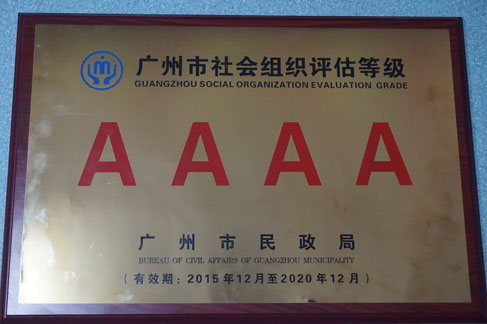 广州市社会组织评估等级
GUANGZHOU SOCIAL ORGANIZATION EVALUATION GRADE
AAAA
广州市民政局
BUREAU OF CIVIL AFFAIRS OF GUANGZHOU MUNICIPALITY
(有效期：2015年12月至2020年12月)